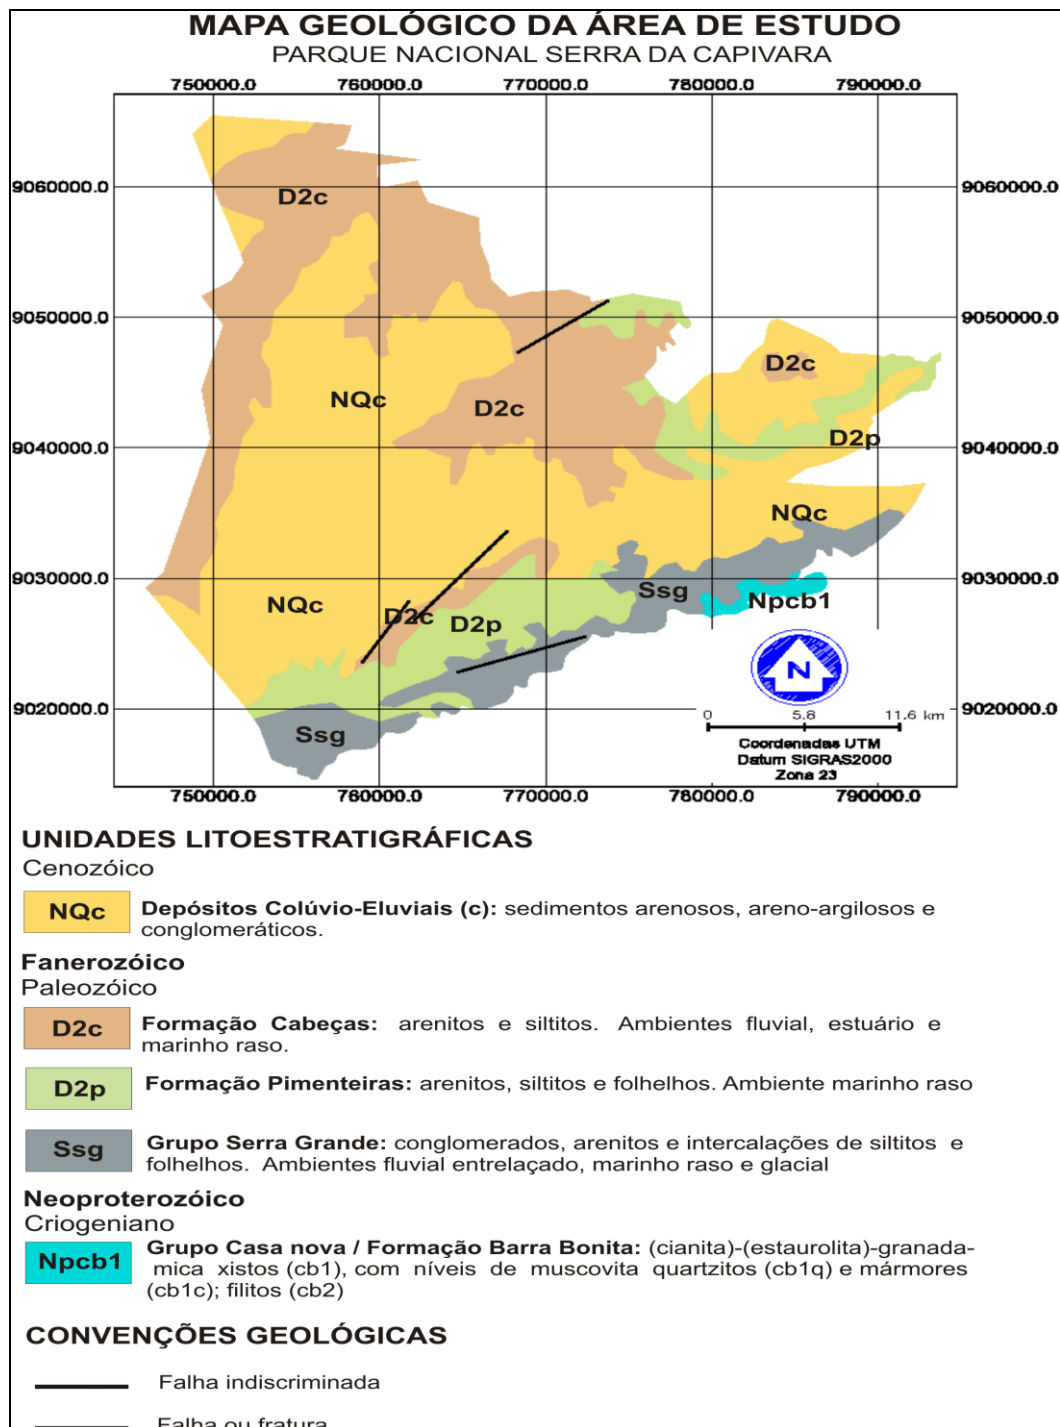 MAPA GEOLÓGICO DA ÁREA DE ESTUDO
PARQUE NACIONAL SERRA DA CAPIVARA
750000.0 760000.0 770000.0 780000.0 790000.0
9060000.0 9060000.0
D2c
9050000.0 9050000.0
D2c
NQc
D2c
D2p
9040000.0 9040000.0
NQc
9030000.0 9030000.0
Ssg
Npcb1
NQc
D2c
D2p
N
9020000.0 9020000.0
0 5.8 11.6 km
Ssg
Coordenadas UTM
Datum SIGRAS2000
Zona 23
750000.0 760000.0 770000.0 780000.0 790000.0
UNIDADES LITOESTRATIGRÁFICAS
Cenozóico
NQc Depósitos Colúvio-Eluviais (c): sedimentos arenosos, areno-argilosos e
conglomeráticos.
Fanerozóico
Paleozóico
D2c Formação Cabeças: arenitos e siltitos. Ambientes fluvial, estuário e
marinho raso.
D2p Formação Pimenteiras: arenitos, siltitos e folhelhos. Ambiente marinho raso
Ssg Grupo Serra Grande: conglomerados, arenitos e intercalações de siltitos e
folhelhos. Ambientes fluvial entrelaçado, marinho raso e glacial
Neoproterozóico
Criogeniano
Npcb1 Grupo Casa nova / Formação Barra Bonita: (cianita)-(estaurolita)-granada-
mica xistos (cb1), com níveis de muscovita quartzitos (cb1q) e mármores
(cb1c); filitos (cb2)
CONVENÇÕES GEOLÓGICAS
Falha indiscriminada
Falha ou fratura